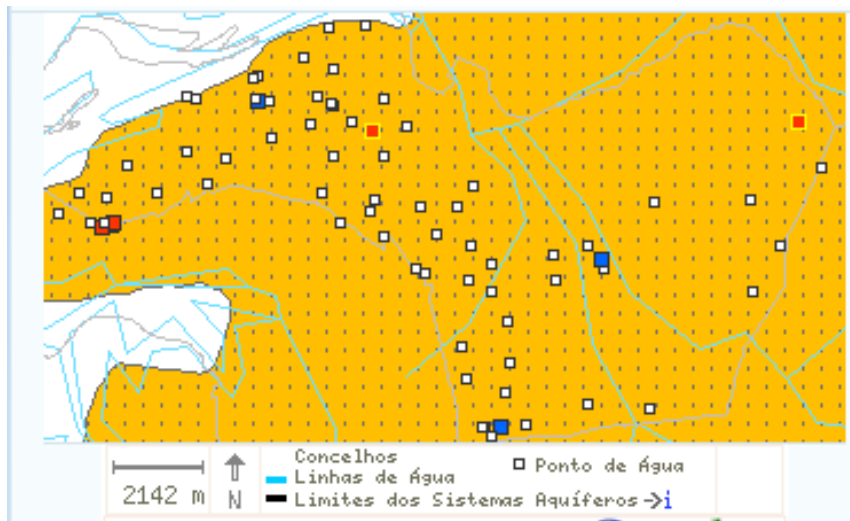 Concelhos
Ponto de Água
Linhas de Água
2142 m
N
Limites dos Sistemas Aquíferos ->i